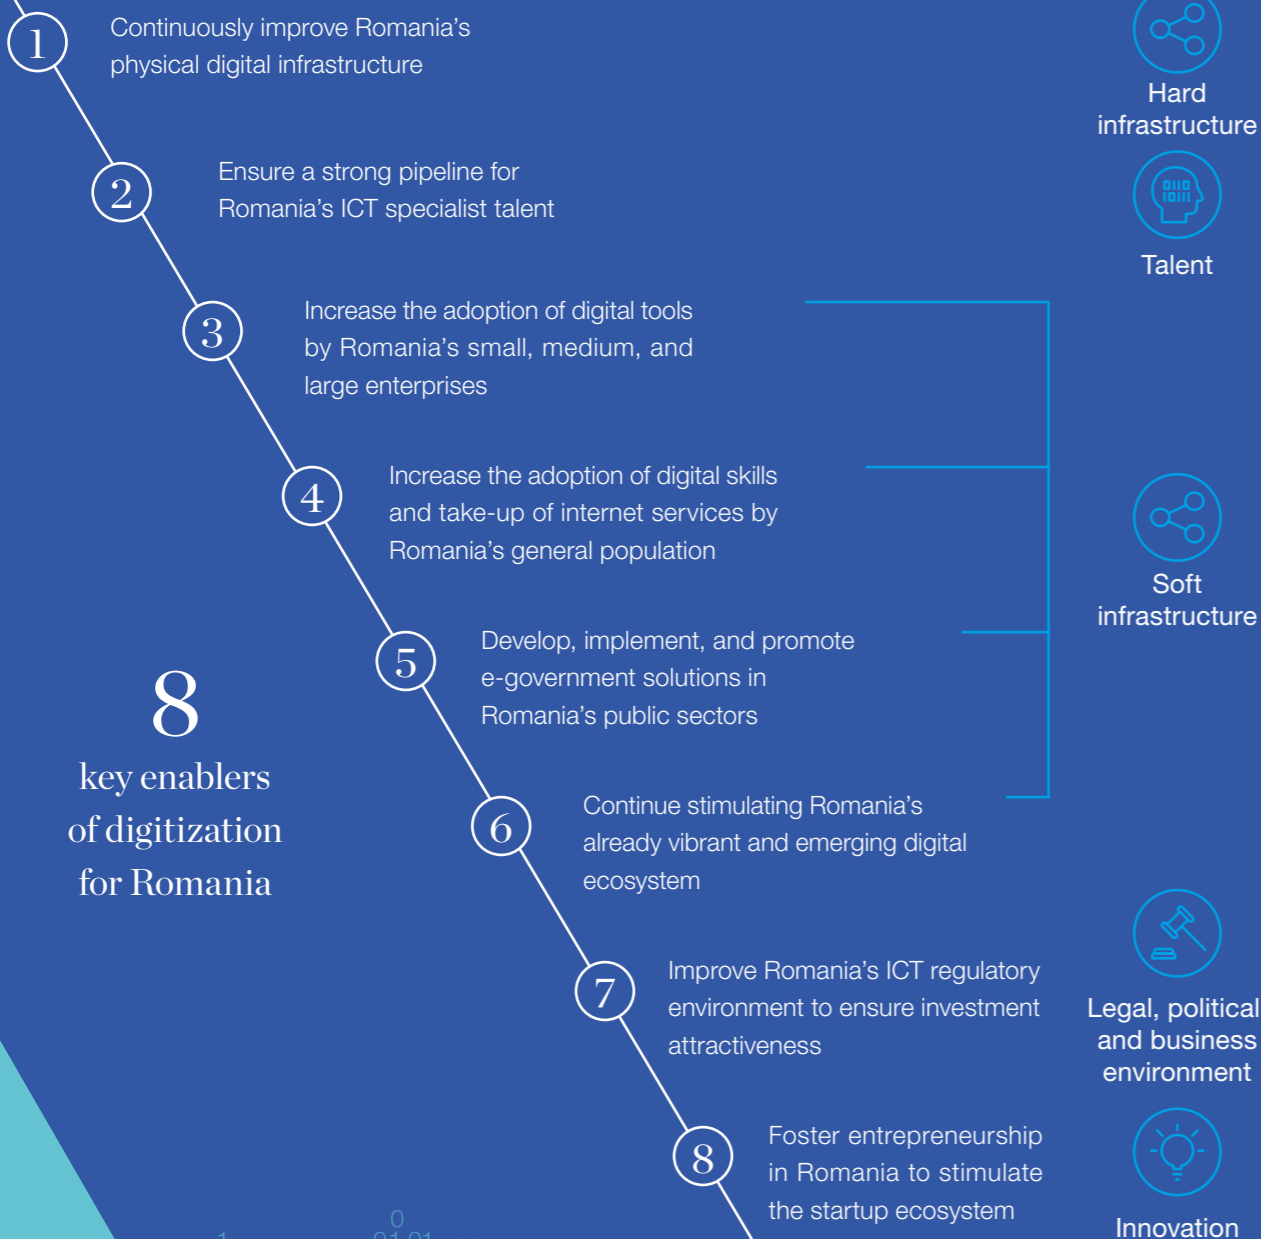 1
Continuously improve Romania’s
physical digital infrastructure
Hard
infrastructure
2
Ensure a strong pipeline for
Romania’s ICT specialist talent
0110
10111
Talent
3
Increase the adoption of digital tools
by Romania’s small, medium, and
large enterprises
4
Increase the adoption of digital skills
and take-up of internet services by
Romania’s general population
Soft
infrastructure
5
Develop, implement, and promote
e-government solutions in
Romania’s public sectors
8
key enablers
of digitization
for Romania
6
Continue stimulating Romania’s
already vibrant and emerging digital
ecosystem
7
Improve Romania’s ICT regulatory
environment to ensure investment
attractiveness
Legal, political
and business
environment
8
Foster entrepreneurship
in Romania to stimulate
the startup ecosystem
Innovation
0